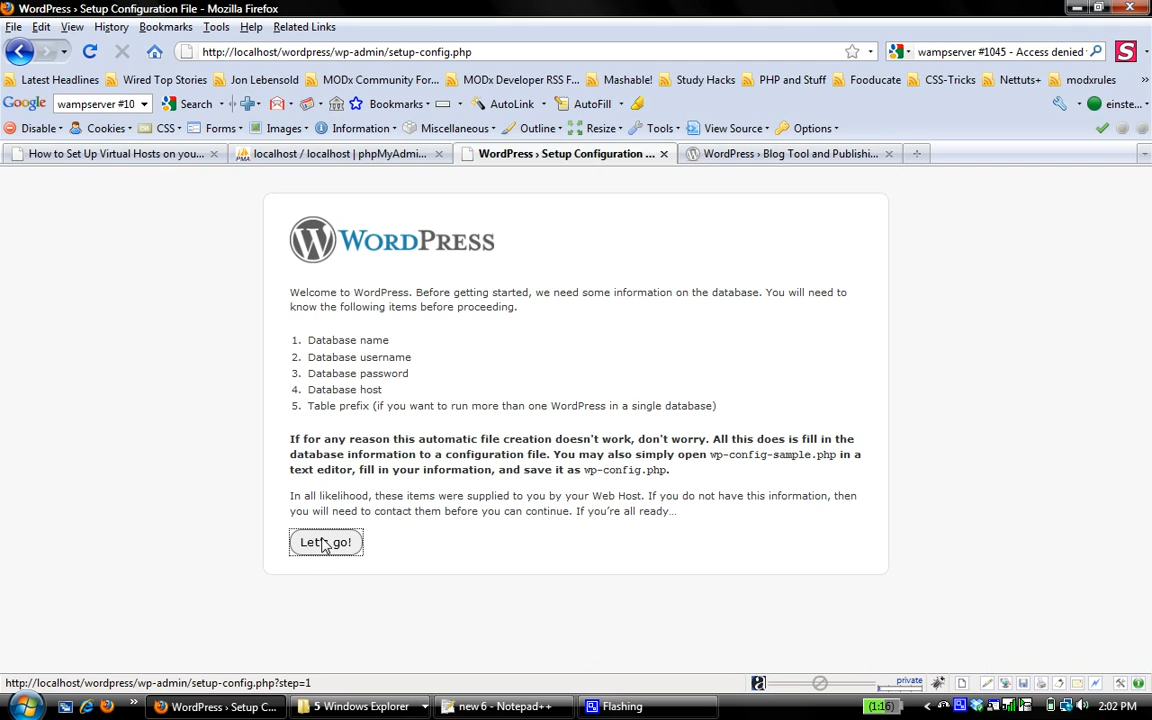 WordPress › Setup Configuration File - Mozilla Firefox
File Edit View History Bookmarks Tools Help Related Links
http://localhost/wordpress/wp-admin/setup-config.php
wampserver #1045 - Access denied
Latest Headlines Wired Top Stories Jon Lebensold MODx Community For... MODx Developer RSS F... Mashable! Study Hacks PHP and Stuff Fooducate CSS-Tricks Nettuts+ modxrules
Google wampserver #10 Search Bookmarks AutoLink AutoFill einste...
Disable Cookies CSS Forms Images Information Miscellaneous Outline Resize Tools View Source Options
How to Set Up Virtual Hosts on you... localhost / localhost | phpMyAdmi... WordPress › Setup Configuration ... WordPress › Blog Tool and Publishi...
WORDPRESS
Welcome to WordPress. Before getting started, we need some information on the database. You will need to
know the following items before proceeding.
1. Database name
2. Database username
3. Database password
4. Database host
5. Table prefix (if you want to run more than one WordPress in a single database)
If for any reason this automatic file creation doesn't work, don't worry. All this does is fill in the
database information to a configuration file. You may also simply open wp-config-sample.php in a
text editor, fill in your information, and save it as wp-config.php.
In all likelihood, these items were supplied to you by your Web Host. If you do not have this information, then
you will need to contact them before you can continue. If you’re all ready…
Let's go!
http://localhost/wordpress/wp-admin/setup-config.php?step=1
private
WordPress › Setup C... 5 Windows Explorer new 6 - Notepad++ Flashing (1:16) 2:02 PM